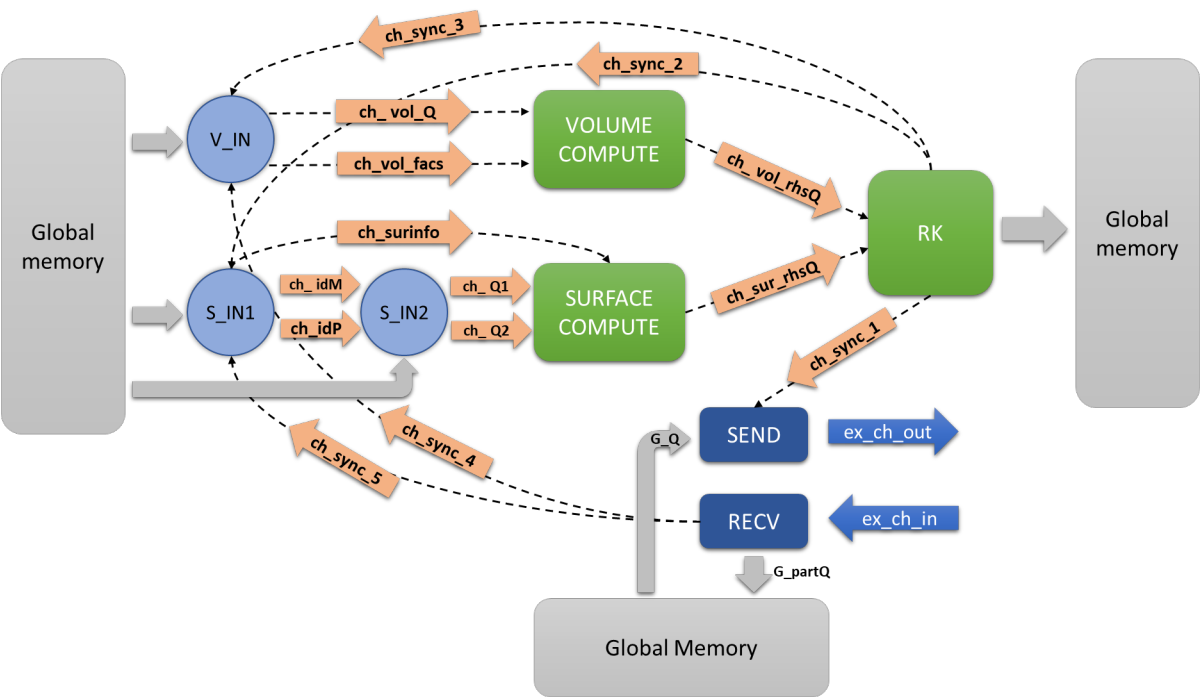 ch_sync_3
ch_sync_2
Global
memory
V_IN
ch_ vol_Q
ch_vol_facs
VOLUME
COMPUTE
ch_ vol_rhsQ
RK
Global
memory
ch_surinfo
S_IN1
ch_ idM
ch_idP
S_IN2
ch_ Q1
ch_ Q2
SURFACE
COMPUTE
ch_sur_rhsQ
ch_sync_1
ch_sync_5
ch_sync_4
G_Q
SEND
ex_ch_out
RECV
ex_ch_in
G_partQ
Global Memory